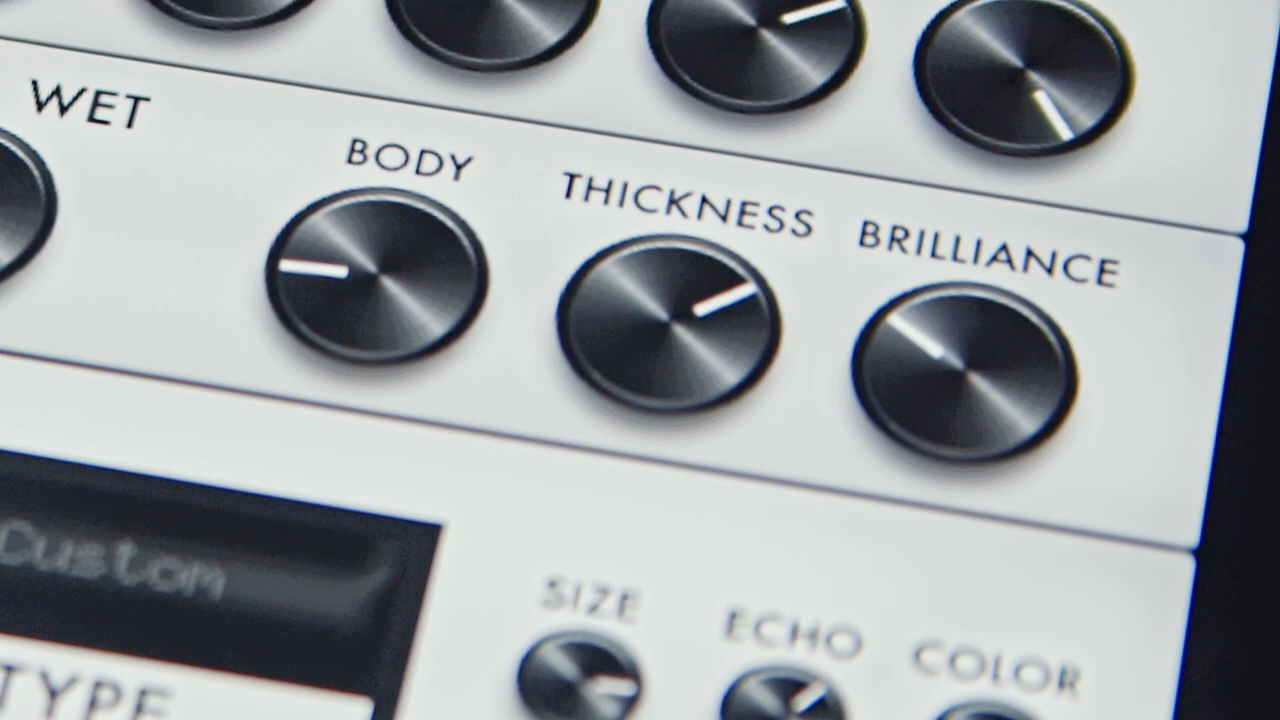 WET
BODY
THICKNESS
BRILLIANCE
Custom
SIZE
ECHO
COLOR
TYPE